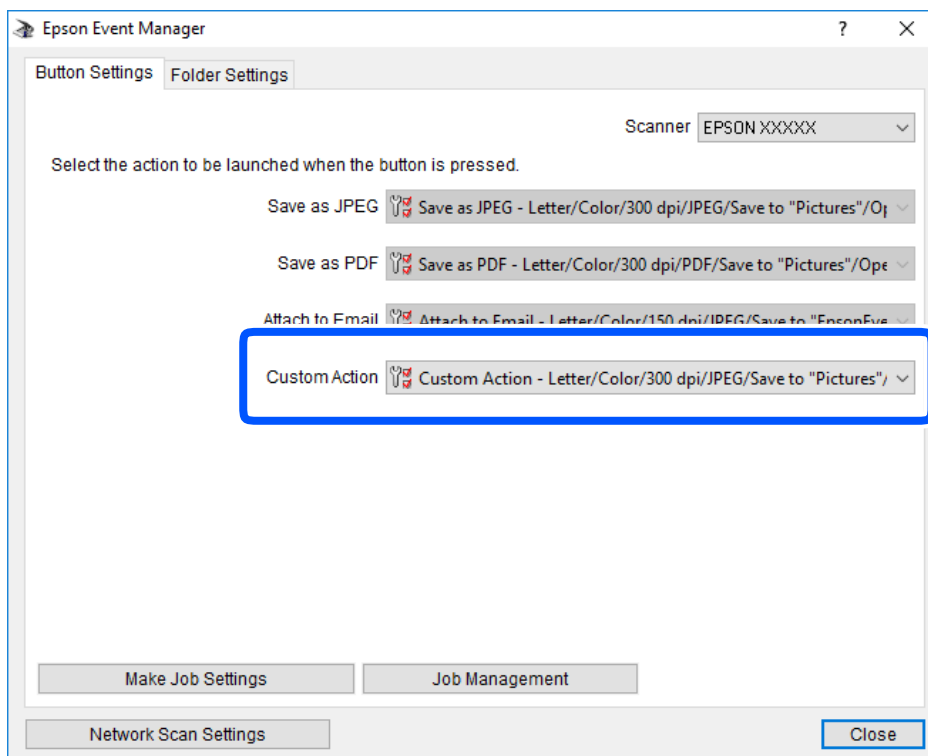 Epson Event Manager
Button Settings Folder Settings
Scanner EPSON XXXXX
Select the action to be launched when the button is pressed.
Save as JPEG Save as JPEG - Letter/Color/300 dpi/JPEG/Save to "Pictures"/Op
Save as PDF Save as PDF - Letter/Color/300 dpi/PDF/Save to "Pictures"/Ope
Attach to Email Attach to Email - Letter/Color/150 dpi/JPEG/Save to "EpsonEve
Custom Action Custom Action - Letter/Color/300 dpi/JPEG/Save to "Pictures"/
Make Job Settings Job Management
Network Scan Settings Close